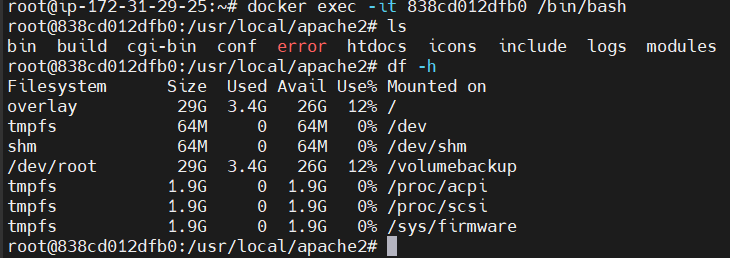 root@ip-172-31-29-25:~# docker exec -it 838cd012dfb0 /bin/bash
root@838cd012dfb0:/usr/local/apache2# ls
bin  build  cgi-bin  conf  error  htdocs  icons  include  logs  modules
root@838cd012dfb0:/usr/local/apache2# df -h
Filesystem      Size  Used Avail Use% Mounted on
overlay          29G  3.4G   26G  12% /
tmpfs            64M     0   64M   0% /dev
shm              64M     0   64M   0% /dev/shm
/dev/root        29G  3.4G   26G  12% /volumebackup
tmpfs           1.9G     0  1.9G   0% /proc/acpi
tmpfs           1.9G     0  1.9G   0% /proc/scsi
tmpfs           1.9G     0  1.9G   0% /sys/firmware
root@838cd012dfb0:/usr/local/apache2#